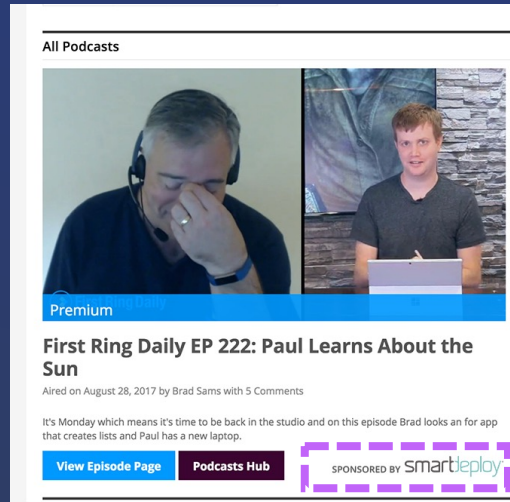 All Podcasts
First Ring Daily
Premium
First Ring Daily EP 222: Paul Learns About the
Sun
Aired on August 28, 2017 by Brad Sams with 5 Comments
It's Monday which means it's time to be back in the studio and on this episode Brad looks an for app
that creates lists and Paul has a new laptop.
View Episode Page Podcasts Hub SPONSORED BY smartdeploy